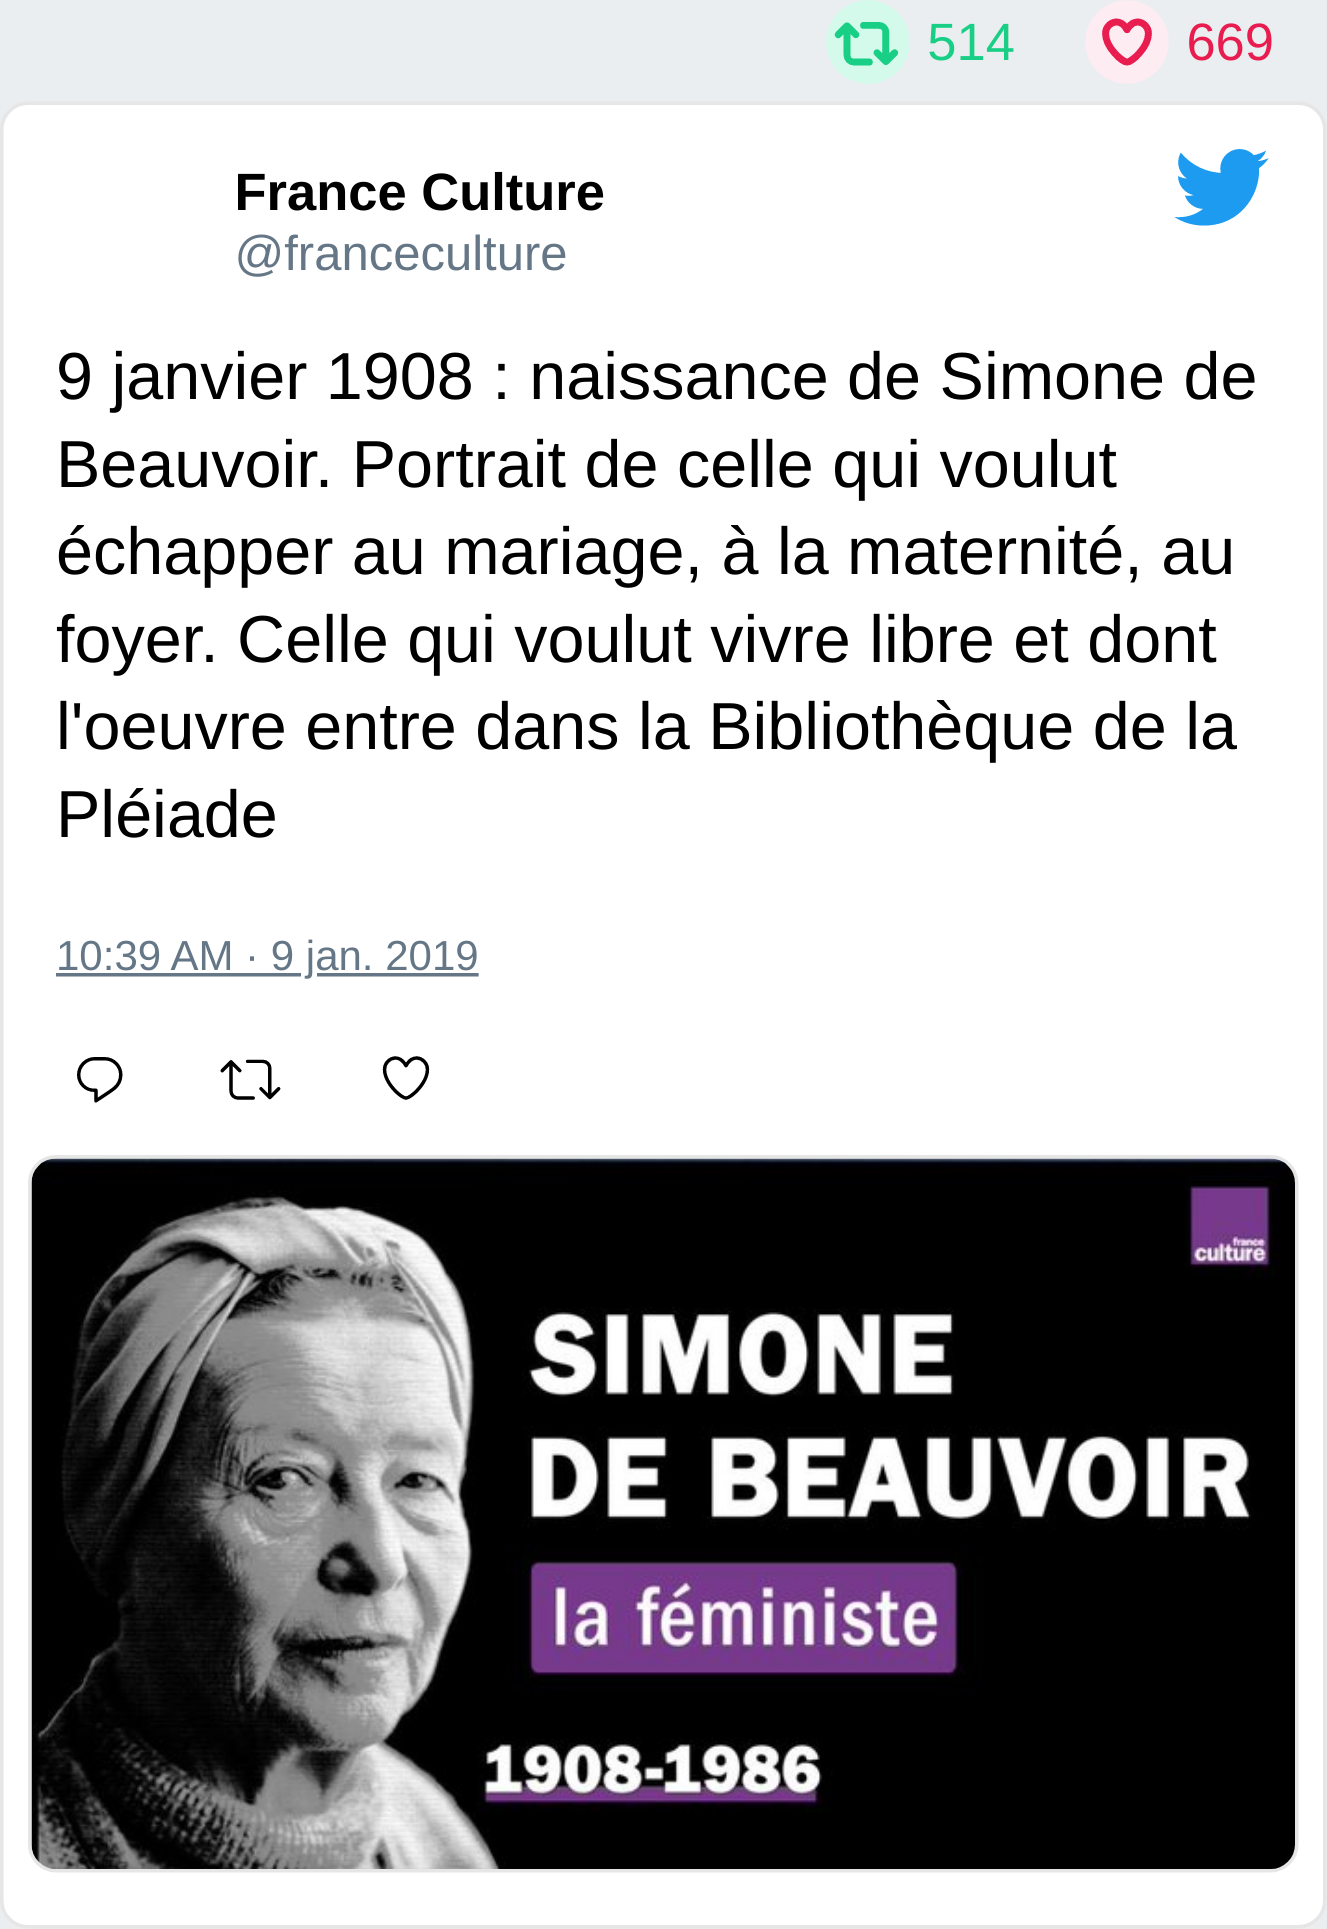 514 669
France Culture
@franceculture
9 janvier 1908 : naissance de Simone de
Beauvoir. Portrait de celle qui voulut
échapper au mariage, à la maternité, au
foyer. Celle qui voulut vivre libre et dont
l'oeuvre entre dans la Bibliothèque de la
Pléiade
10:39 AM · 9 jan. 2019
france
culture
SIMONE
DE BEAUVOIR
la féministe
1908-1986